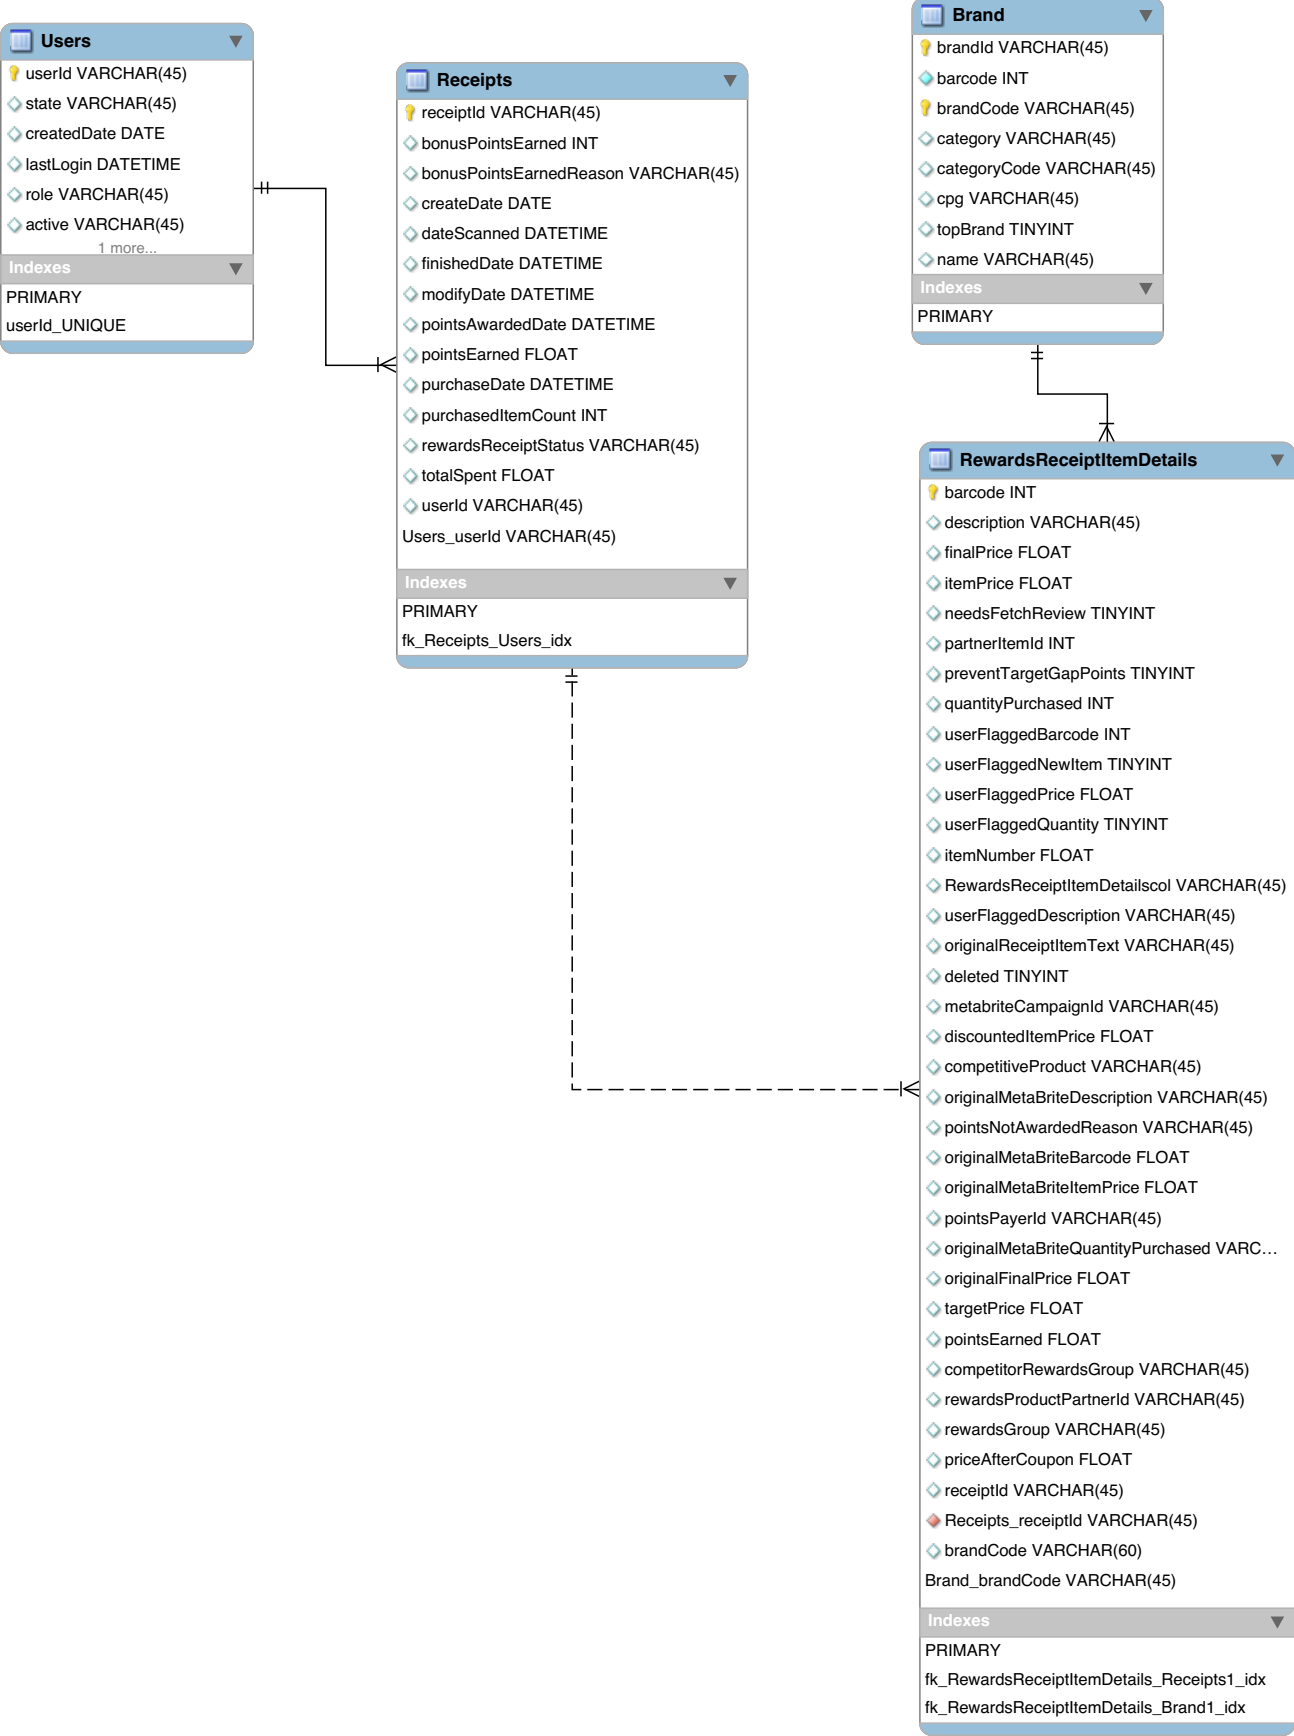 Users
userId VARCHAR(45)
state VARCHAR(45)
createdDate DATE
lastLogin DATETIME
role VARCHAR(45)
active VARCHAR(45)
1 more...
Indexes
PRIMARY
userId_UNIQUE
Receipts
receiptId VARCHAR(45)
bonusPointsEarned INT
bonusPointsEarnedReason VARCHAR(45)
createDate DATE
dateScanned DATETIME
finishedDate DATETIME
modifyDate DATETIME
pointsAwardedDate DATETIME
pointsEarned FLOAT
purchaseDate DATETIME
purchasedItemCount INT
rewardsReceiptStatus VARCHAR(45)
totalSpent FLOAT
userId VARCHAR(45)
Users_userId VARCHAR(45)
Indexes
PRIMARY
fk_Receipts_Users_idx
Brand
brandId VARCHAR(45)
barcode INT
brandCode VARCHAR(45)
category VARCHAR(45)
categoryCode VARCHAR(45)
cpg VARCHAR(45)
topBrand TINYINT
name VARCHAR(45)
Indexes
PRIMARY
RewardsReceiptItemDetails
barcode INT
description VARCHAR(45)
finalPrice FLOAT
itemPrice FLOAT
needsFetchReview TINYINT
partnerItemId INT
preventTargetGapPoints TINYINT
quantityPurchased INT
userFlaggedBarcode INT
userFlaggedNewItem TINYINT
userFlaggedPrice FLOAT
userFlaggedQuantity TINYINT
itemNumber FLOAT
RewardsReceiptItemDetailscol VARCHAR(45)
userFlaggedDescription VARCHAR(45)
originalReceiptItemText VARCHAR(45)
deleted TINYINT
metabriteCampaignId VARCHAR(45)
discountedItemPrice FLOAT
competitiveProduct VARCHAR(45)
originalMetaBriteDescription VARCHAR(45)
pointsNotAwardedReason VARCHAR(45)
originalMetaBriteBarcode FLOAT
originalMetaBriteItemPrice FLOAT
pointsPayerId VARCHAR(45)
originalMetaBriteQuantityPurchased VARC...
originalFinalPrice FLOAT
targetPrice FLOAT
pointsEarned FLOAT
competitorRewardsGroup VARCHAR(45)
rewardsProductPartnerId VARCHAR(45)
rewardsGroup VARCHAR(45)
priceAfterCoupon FLOAT
receiptId VARCHAR(45)
Receipts_receiptId VARCHAR(45)
brandCode VARCHAR(60)
Brand_brandCode VARCHAR(45)
Indexes
PRIMARY
fk_RewardsReceiptItemDetails_Receipts1_idx
fk_RewardsReceiptItemDetails_Brand1_idx